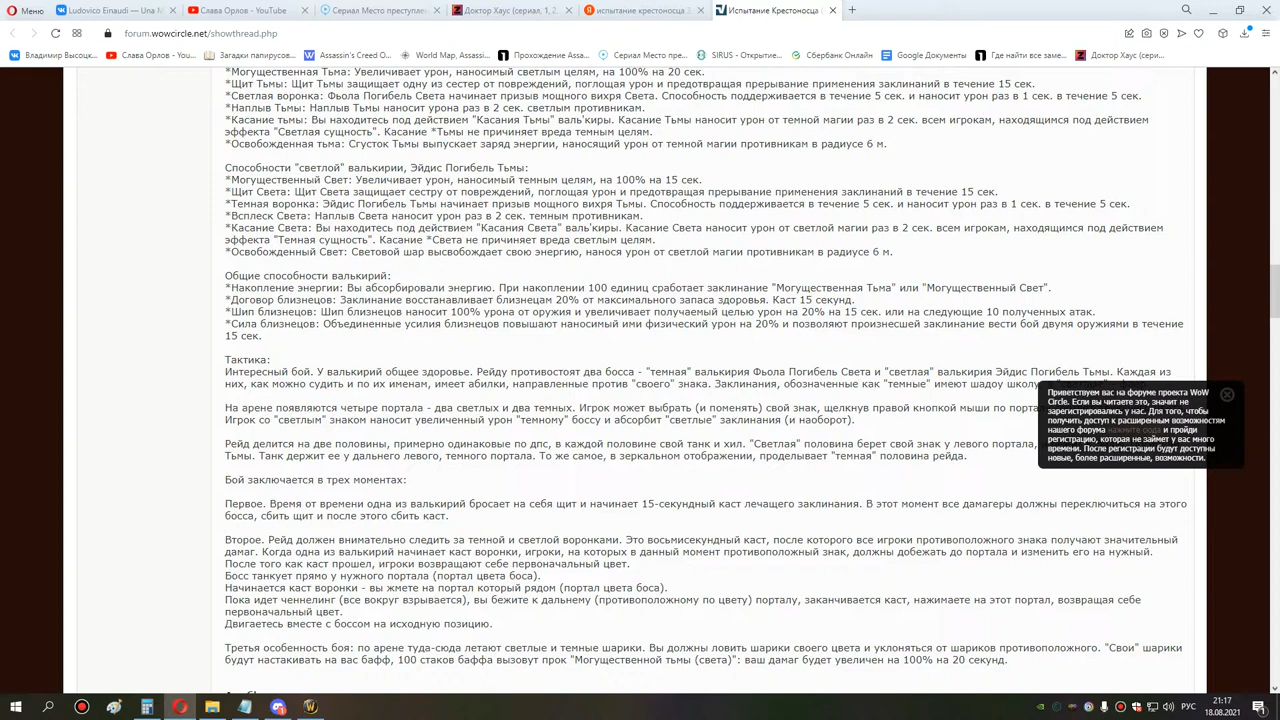 Меню
Ludovico Einaudi — Una M
Слава Орлов - YouTube
Сериал Место преступлен
Доктор Хаус (сериал, 1, 2,
испытание крестоносца 3.
Испытание Крестоносца (
forum.wowcircle.net/showthread.php
Владимир Высоцк...
Слава Орлов - You...
Загадки папирусов...
Assassin's Creed O...
World Map, Assassi...
Прохождение Assa...
Сериал Место пре...
SIRUS - Открытие...
Сбербанк Онлайн
Google Документы
Где найти все заме...
Доктор Хаус (сери...
*Могущественная Тьма: Увеличивает урон, наносимый светлым целям, на 100% на 20 сек.
*Щит Тьмы: Щит Тьмы защищает одну из сестер от повреждений, поглощая урон и предотвращая прерывание применения заклинаний в течение 15 сек.
*Светлая воронка: Фьола Погибель Света начинает призыв мощного вихря Света. Способность поддерживается в течение 5 сек. и наносит урон раз в 1 сек. в течение 5 сек.
*Наплыв Тьмы: Наплыв Тьмы наносит урона раз в 2 сек. светлым противникам.
*Касание тьмы: Вы находитесь под действием "Касания Тьмы" валь'киры. Касание Тьмы наносит урон от темной магии раз в 2 сек. всем игрокам, находящимся под действием
эффекта "Светлая сущность". Касание *Тьмы не причиняет вреда темным целям.
*Освобожденная тьма: Сгусток Тьмы выпускает заряд энергии, наносящий урон от темной магии противникам в радиусе 6 м.
Способности "светлой" валькирии, Эйдис Погибель Тьмы:
*Могущественный Свет: Увеличивает урон, наносимый темным целям, на 100% на 15 сек.
*Щит Света: Щит Света защищает сестру от повреждений, поглощая урон и предотвращая прерывание применения заклинаний в течение 15 сек.
*Темная воронка: Эйдис Погибель Тьмы начинает призыв мощного вихря Тьмы. Способность поддерживается в течение 5 сек. и наносит урон раз в 1 сек. в течение 5 сек.
*Всплеск Света: Наплыв Света наносит урон раз в 2 сек. темным противникам.
*Касание Света: Вы находитесь под действием "Касания Света" валь'киры. Касание Света наносит урон от светлой магии раз в 2 сек. всем игрокам, находящимся под действием
эффекта "Темная сущность". Касание *Света не причиняет вреда светлым целям.
*Освобожденный Свет: Световой шар высвобождает свою энергию, нанося урон от светлой магии противникам в радиусе 6 м.
Общие способности валькирий:
*Накопление энергии: Вы абсорбировали энергию. При накоплении 100 единиц сработает заклинание "Могущественная Тьма" или "Могущественный Свет".
*Договор близнецов: Заклинание восстанавливает близнецам 20% от максимального запаса здоровья. Каст 15 секунд.
*Шип близнецов: Шип близнецов наносит 100% урона от оружия и увеличивает получаемый целью урон на 20% на 15 сек. или на следующие 10 полученных атак.
*Сила близнецов: Объединенные усилия близнецов повышают наносимый ими физический урон на 20% и позволяют произнесшей заклинание вести бой двумя оружиями в течение
15 сек.
Тактика:
Интересный бой. У валькирий общее здоровье. Рейду противостоят два босса - "темная" валькирия Фьола Погибель Света и "светлая" валькирия Эйдис Погибель Тьмы. Каждая из
них, как можно судить и по их именам, имеет абилки, направленные против "своего" знака. Заклинания, обозначенные как "темные" имеют шадоу школу
На арене появляются четыре портала - два светлых и два темных. Игрок может выбрать (и поменять) свой знак, щелкнув правой кнопкой мыши по
Игрок со "светлым" знаком наносит увеличенный урон "темному" боссу и абсорбит "светлые" заклинания (и наоборот).
Рейд делится на две половины, примерно одинаковые по дпс, в каждой половине свой танк и хил. "Светлая" половина берет свой знак у левого портала,
Тьмы. Танк держит ее у дальнего левого, темного портала. То же самое, в зеркальном отображении, проделывает "темная" половина рейда.
Приветствуем вас на форуме проекта WoW
Circle. Если вы читаете это, значит не
зарегистрировались у нас. Для того, чтобы
получить доступ к расширенным возможностям
нашего форума нажмите сюда и пройди
регистрацию, которая не займет у вас много
времени. После регистрации будут доступны
новые, более расширенные, возможности.
Бой заключается в трех моментах:
Первое. Время от времени одна из валькирий бросает на себя щит и начинает 15-секундный каст лечащего заклинания. В этот момент все дамагеры должны переключиться на этого
босса, сбить щит и после этого сбить каст.
Второе. Рейд должен внимательно следить за темной и светлой воронками. Это восьмисекундный каст, после которого все игроки противоположного знака получают значительный
дамаг. Когда одна из валькирий начинает каст воронки, игроки, на которых в данный момент противоположный знак, должны добежать до портала и изменить его на нужный.
После того как каст прошел, игроки возвращают себе первоначальный цвет.
Босс танкует прямо у нужного портала (портал цвета боса).
Начинается каст воронки - вы жмете на портал который рядом (портал цвета боса).
Пока идет ченнелинг (все вокруг взрывается), вы бежите к дальнему (противоположному по цвету) порталу, заканчивается каст, нажимаете на этот портал, возвращая себе
первоначальный цвет.
Двигаетесь вместе с боссом на исходную позицию.
Третья особенность боя: по арене туда-сюда летают светлые и темные шарики. Вы должны ловить шарики своего цвета и уклоняться от шариков противоположного. "Свои" шарики
будут настакивать на вас бафф, 100 стаков баффа вызовут прок "Могущественной тьмы (света)": ваш дамаг будет увеличен на 100% на 20 секунд.
РУС
21:17
18.08.2021